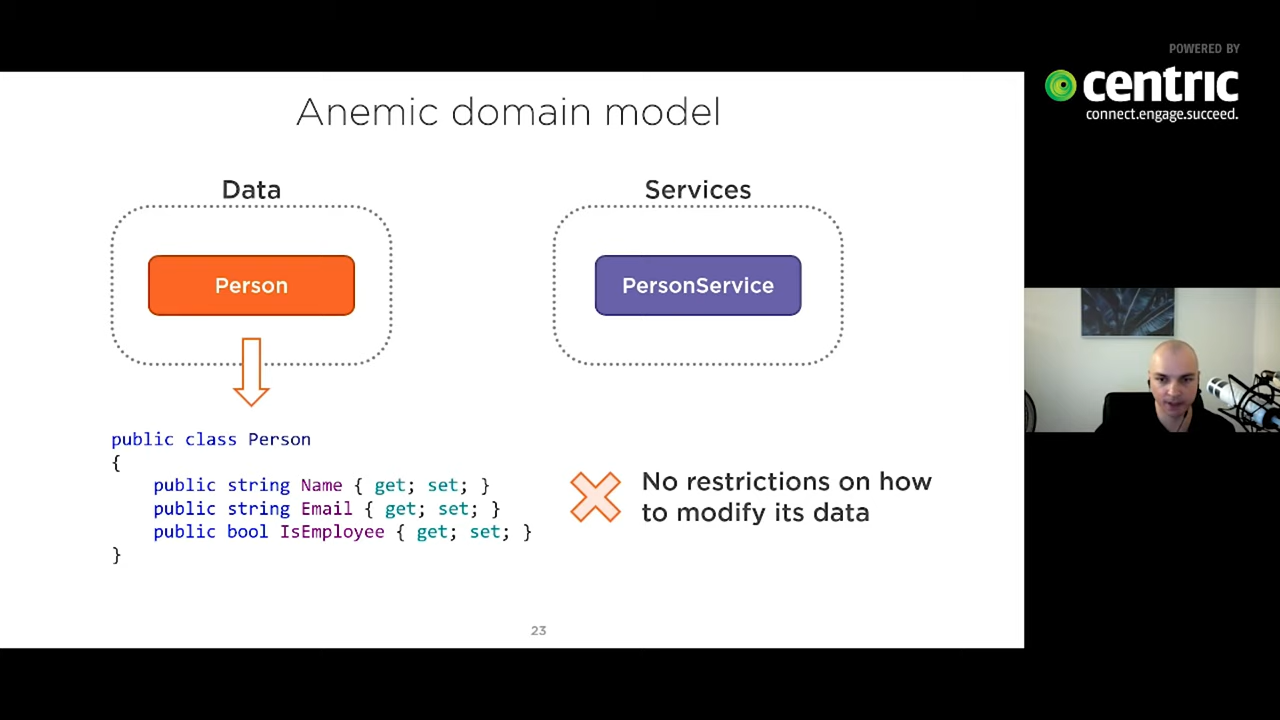 POWERED BY
centric
connect.engage.succeed.
Anemic domain model
Data
Services
Person
PersonService
public class Person
{
public string Name { get; set; }
public string Email { get; set; }
public bool IsEmployee { get; set; }
}
No restrictions on how
to modify its data
23